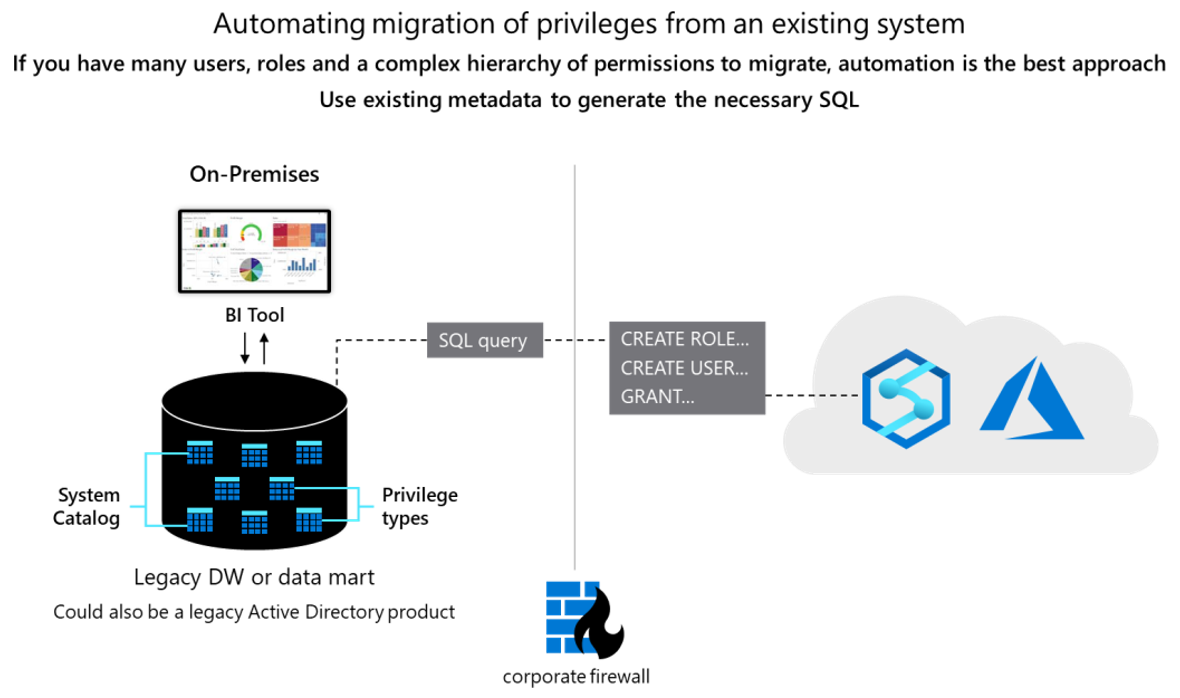 Automating migration of privileges from an existing system
If you have many users, roles and a complex hierarchy of permissions to migrate, automation is the best approach
Use existing metadata to generate the necessary SQL
On-Premises
BI Tool
SQL query
CREATE ROLE...
CREATE USER...
GRANT...
System
Catalog
Privilege
types
Legacy DW or data mart
Could also be a legacy Active Directory product
corporate firewall